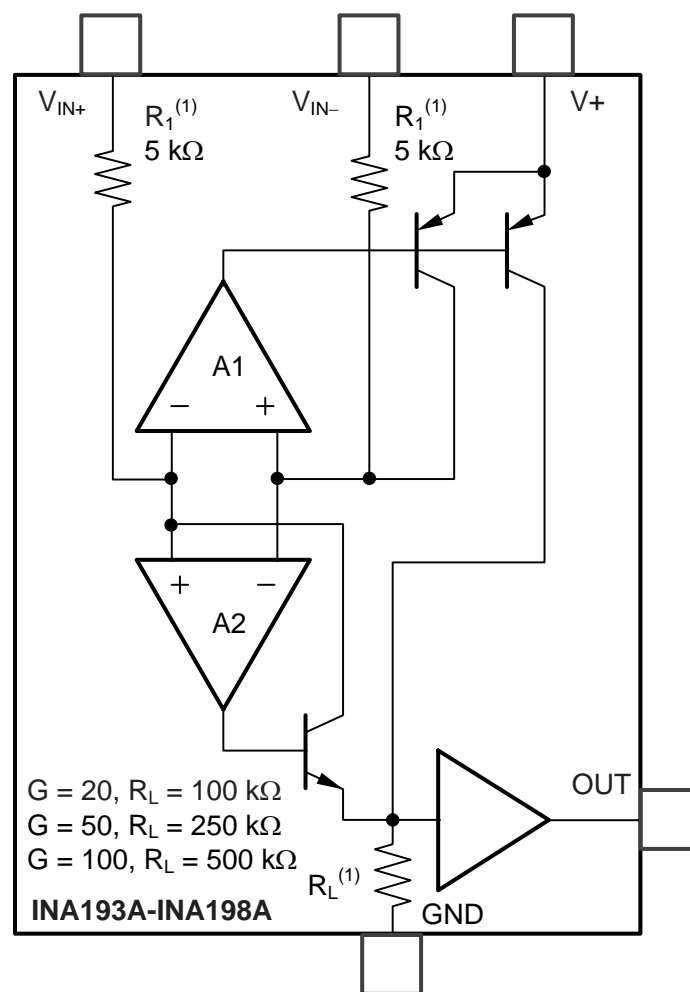 V_IN+
R_1^(1)
5 kΩ
V_IN−
R_1^(1)
5 kΩ
V+
A1
− +
+ −
A2
G = 20, R_L = 100 kΩ
G = 50, R_L = 250 kΩ
G = 100, R_L = 500 kΩ
OUT
R_L^(1)
GND
INA193A-INA198A